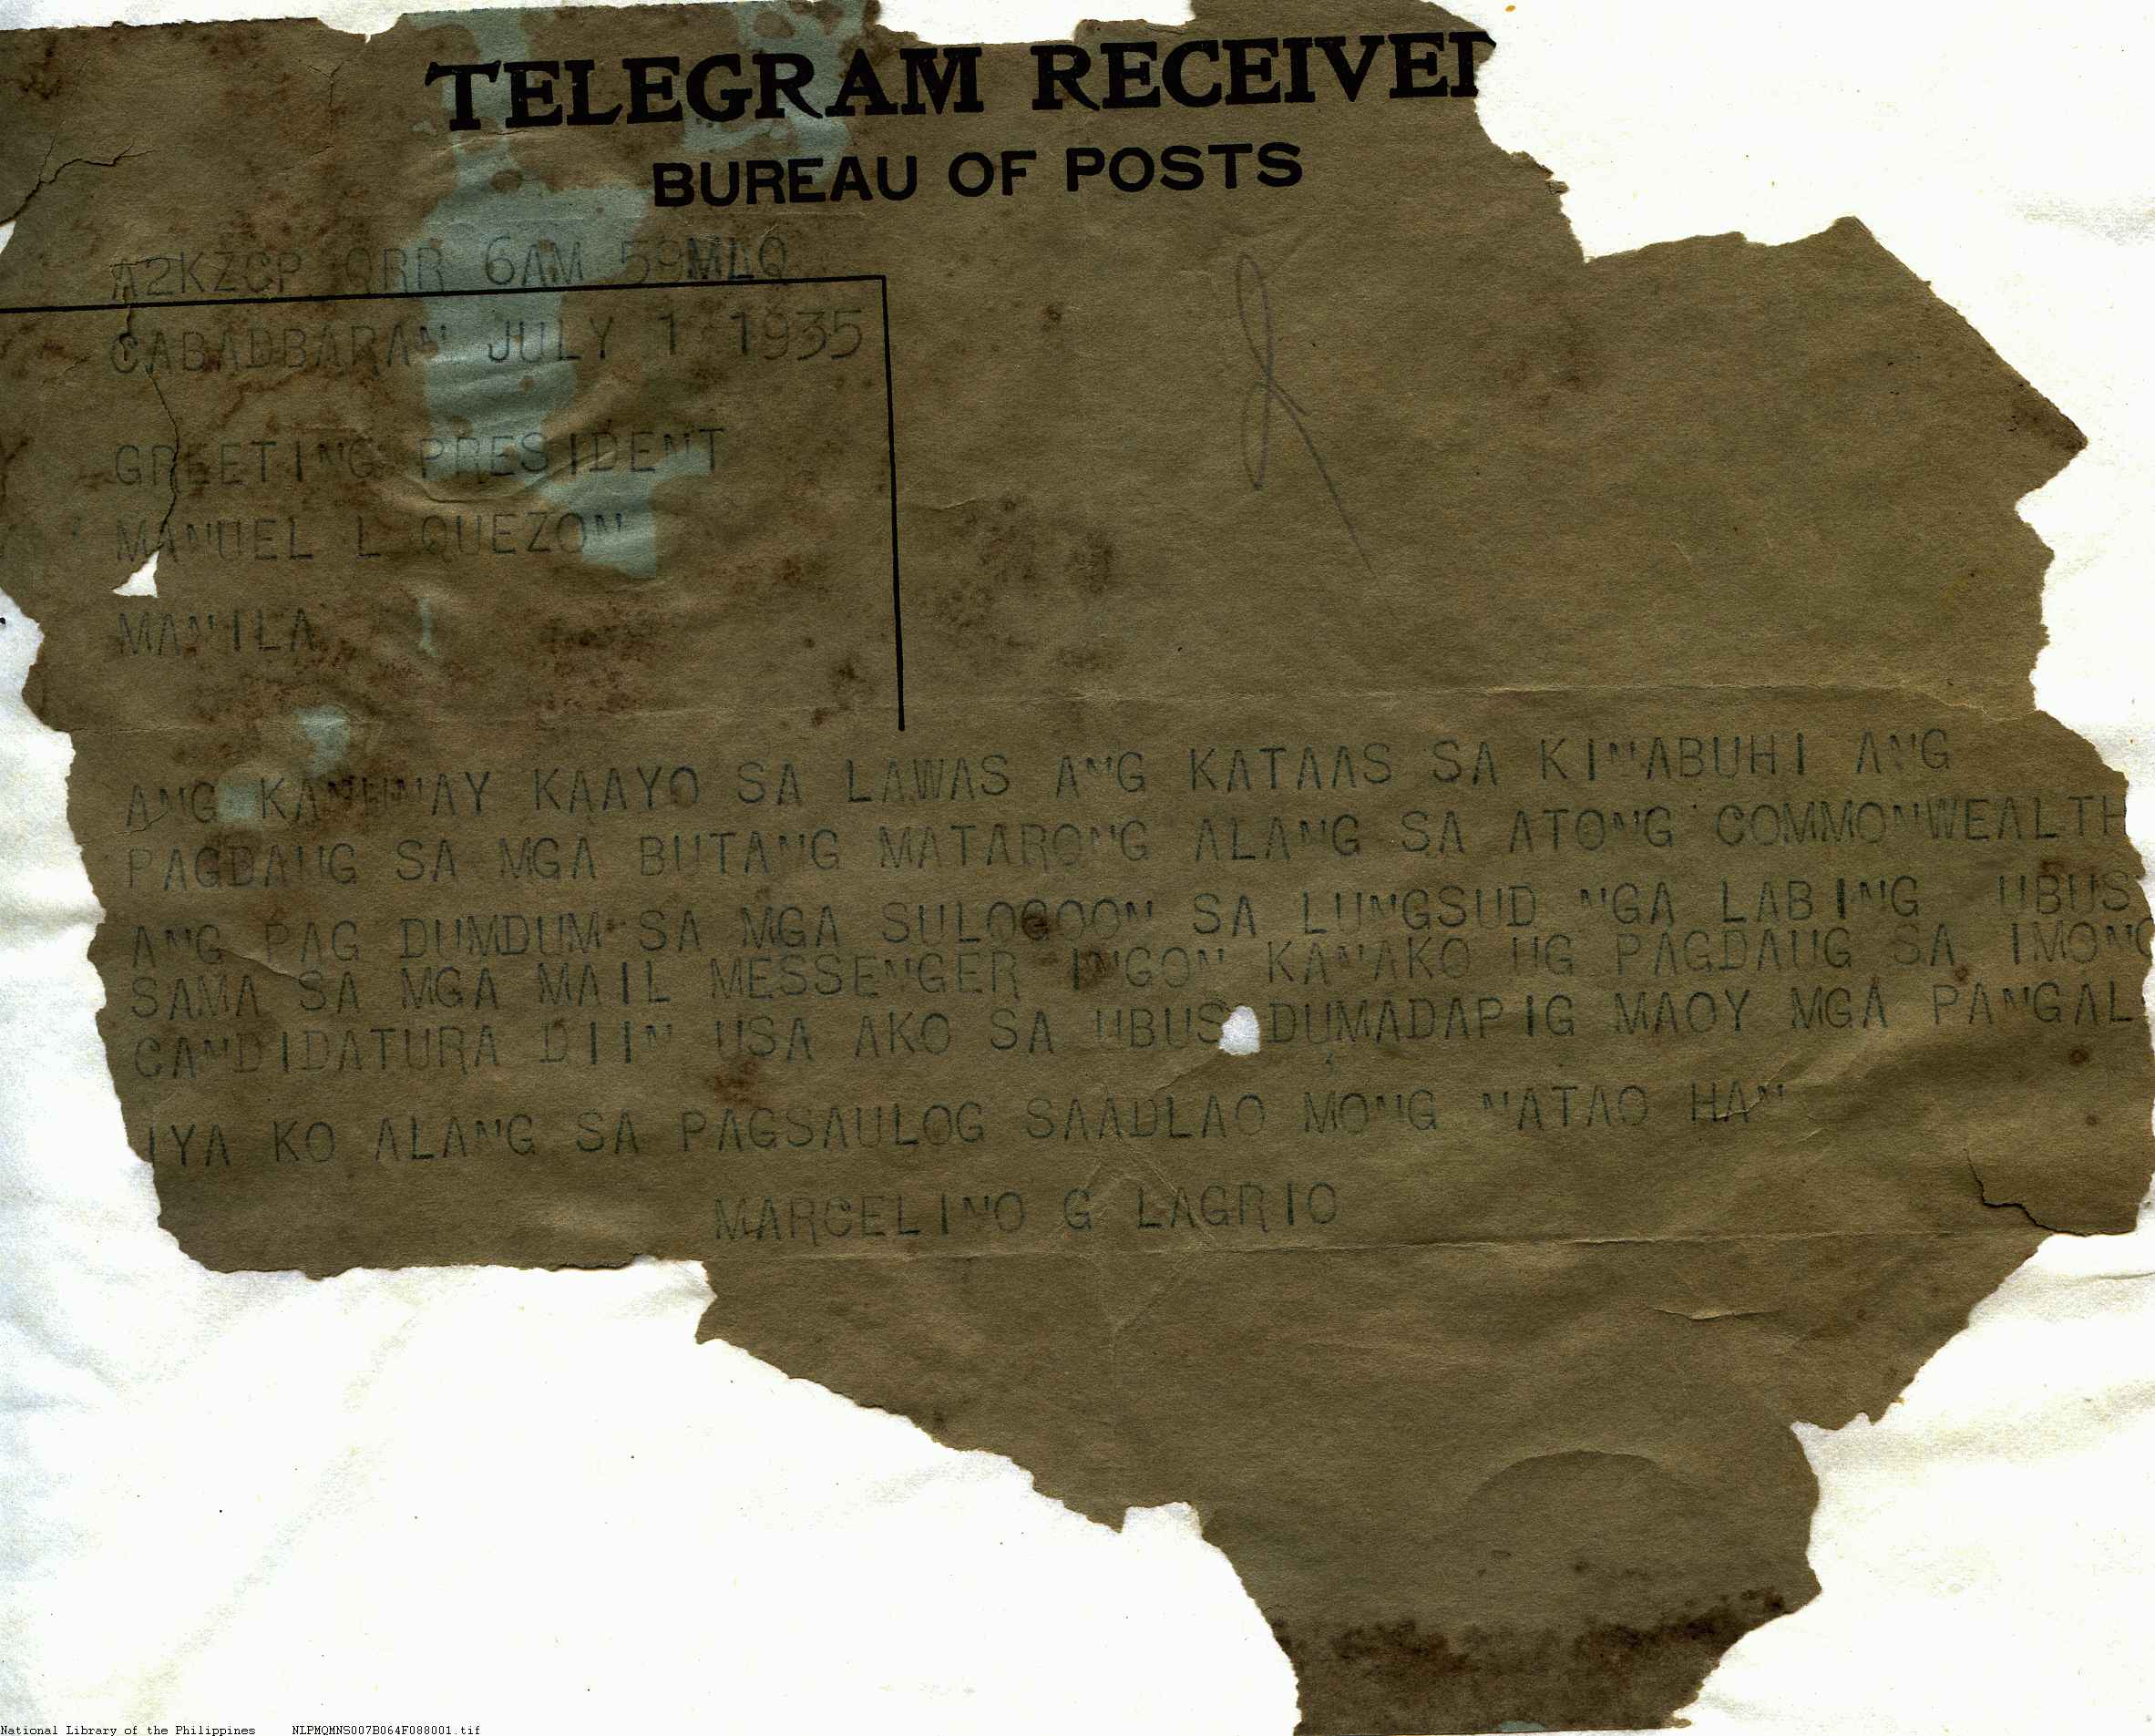 TELEGRAM RECEIVED
BUREAU OF POSTS
A2KZCP QRR 6AM 59MLQ
CABADBARAN JULY 1 1935
GREETING PRESIDENT
MANUEL L QUEZON
MANILA
ANG KANUNAY KAAYO SA LAWAS ANG KATAAS SA KINABUHI ANG
PAGDAUG SA MGA BUTANG MATARONG ALANG SA ATONG COMMONWEALTH
ANG PAG DUMDUM SA MGA SULOGOON SA LUNGSUD NGA LABING UBUS
SAMA SA MGA MAIL MESSENGER INGON KANAKO UG PAGDAUG SA IMONG
CANDIDATURA DIIN USA AKO SA UBUS DUMADAPIG MAOY MGA PANGAL
IYA KO ALANG SA PAGSAULOG SAADLAO MONG NATAO HAN
MARCELINO G LAGRIO
National Library of the Philippines NLPMQMNS007B064F088001.tif